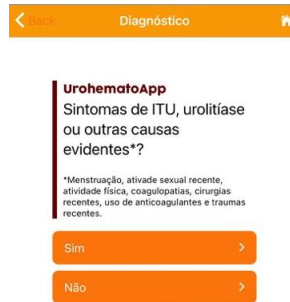 Back
Diagnóstico
UrohematoApp
Sintomas de ITU, urolitíase
ou outras causas
evidentes*?
*Menstruação, ativade sexual recente,
atividade física, coagulopatias, cirurgias
recentes, uso de anticoagulantes e traumas
recentes.
Sim
Não